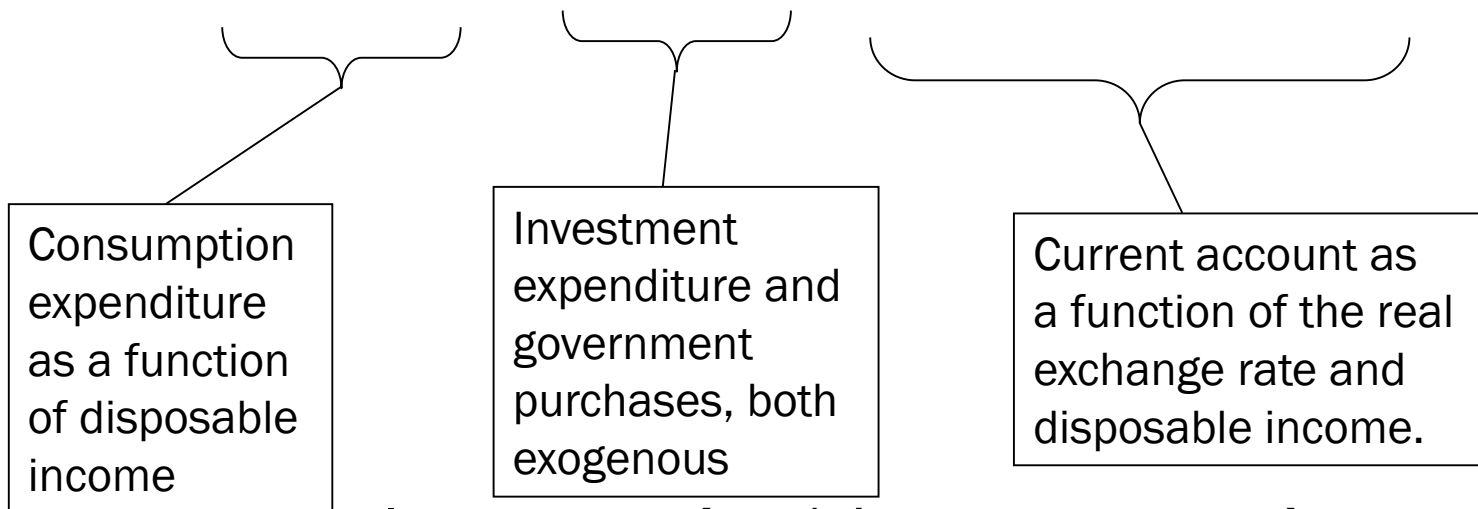 Consumption
expenditure
as a function
of disposable
income
Investment
expenditure and
government
purchases, both
exogenous
Current account as
a function of the real
exchange rate and
disposable income.